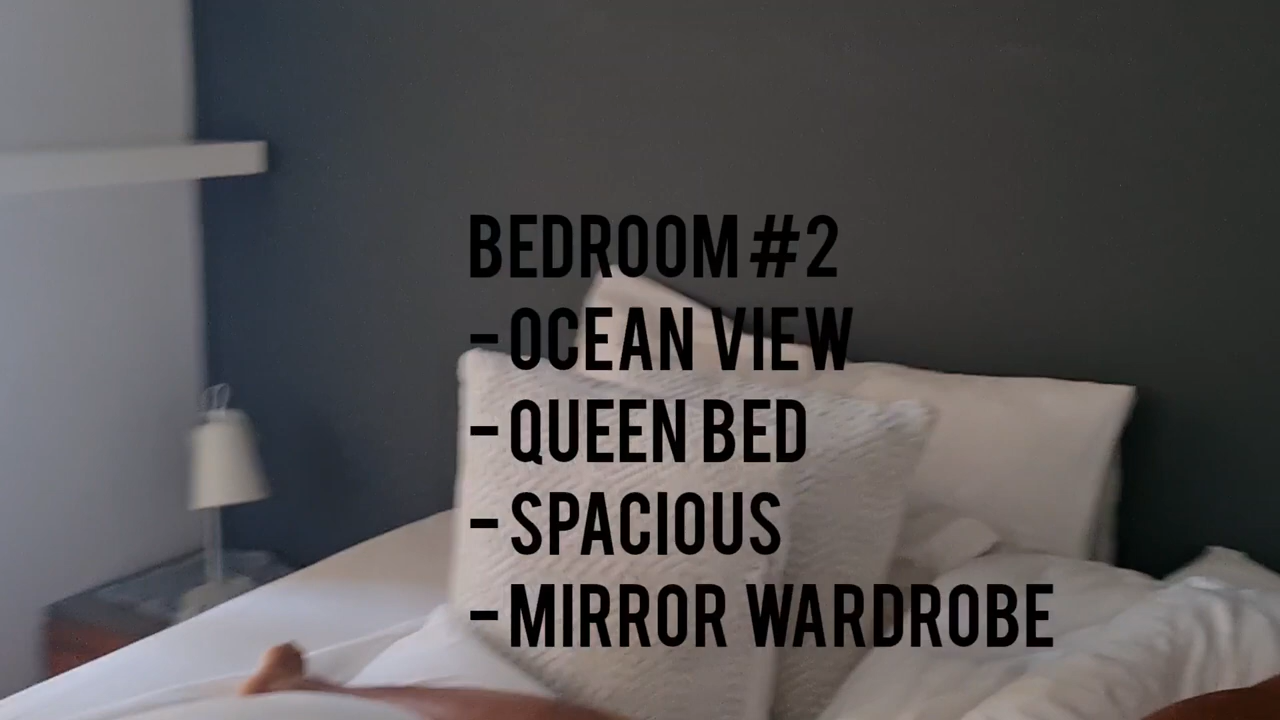 BEDROOM #2
- OCEAN VIEW
- QUEEN BED
- SPACIOUS
- MIRROR WARDROBE